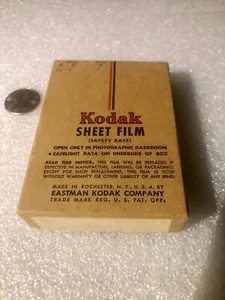 Kodak
SHEET FILM
(SAFETY BASE)
OPEN ONLY IN PHOTOGRAPHIC DARKROOM.
SAFELIGHT DATA ON UNDERSIDE OF BOX
READ THIS NOTICE: THIS FILM WILL BE REPLACED IF
DEFECTIVE IN MANUFACTURE, LABELING, OR PACKAGING.
EXCEPT FOR SUCH REPLACEMENT, THIS FILM IS SOLD
WITHOUT WARRANTY OR OTHER LIABILITY OF ANY KIND.
MADE IN ROCHESTER, N. Y., U. S. A. BY
EASTMAN KODAK COMPANY
TRADE MARK REG. U. S. PAT. OFF.